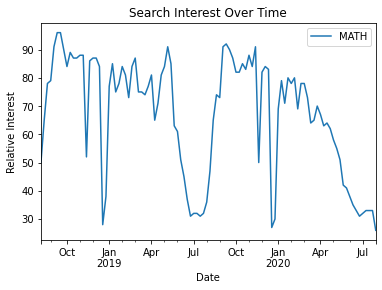 Search Interest Over Time
MATH
Relative Interest
90
80
70
60
50
40
30
Oct
Jan
2019
Apr
Jul
Oct
Jan
2020
Apr
Jul
Date